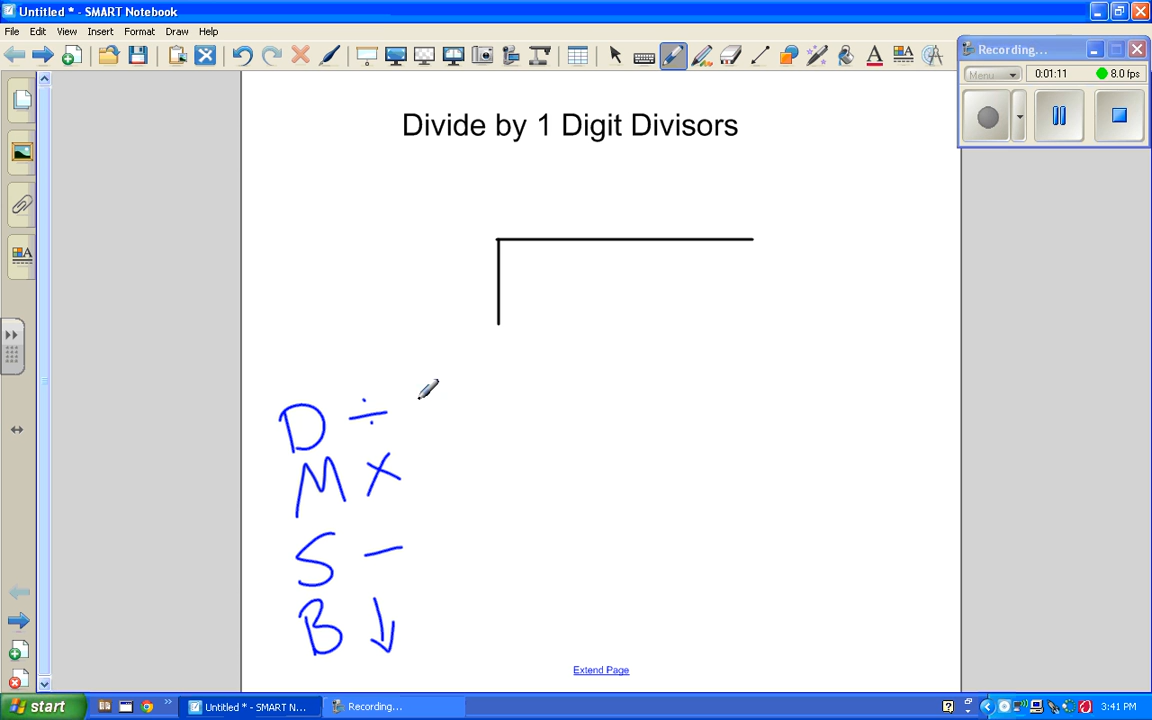 Untitled * - SMART Notebook
File Edit View Insert Format Draw Help
Recording...
Menu 0:01:11 8.0 fps
Divide by 1 Digit Divisors
D ÷
M ×
S −
B ↓
Extend Page
start Untitled * - SMART N... Recording... 3:41 PM